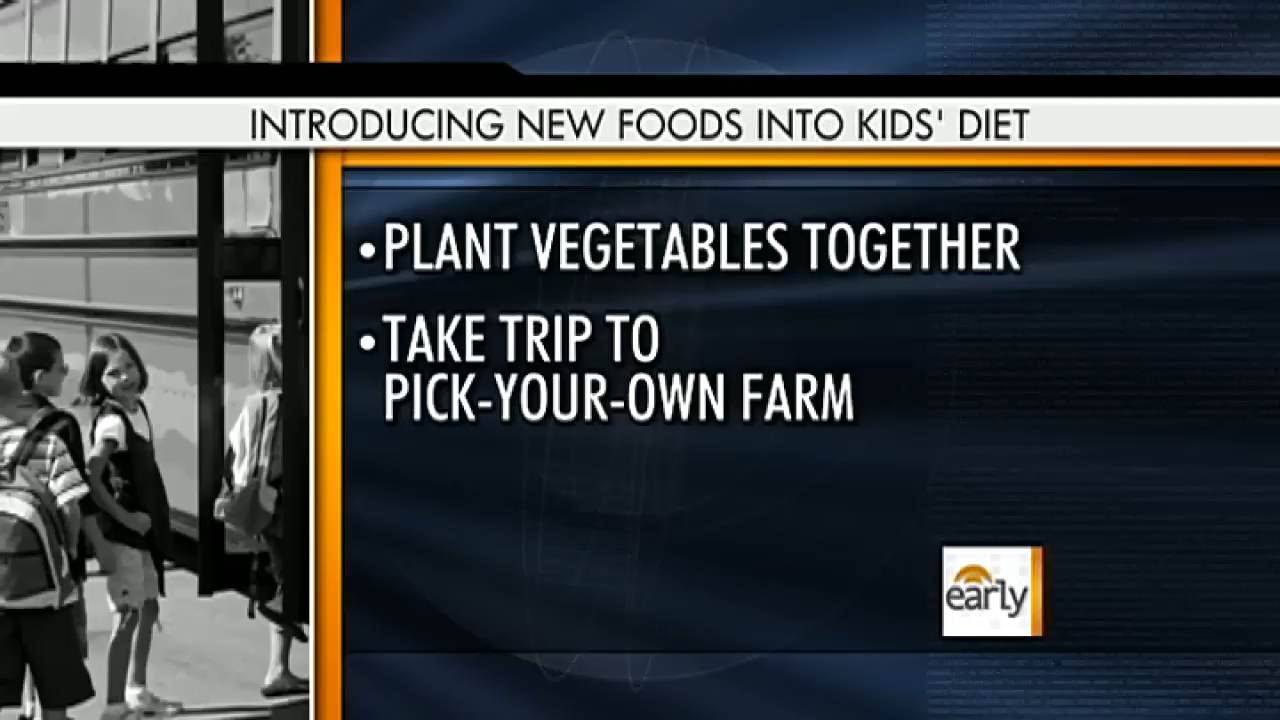 INTRODUCING NEW FOODS INTO KIDS' DIET
•PLANT VEGETABLES TOGETHER
•TAKE TRIP TO
PICK-YOUR-OWN FARM
early